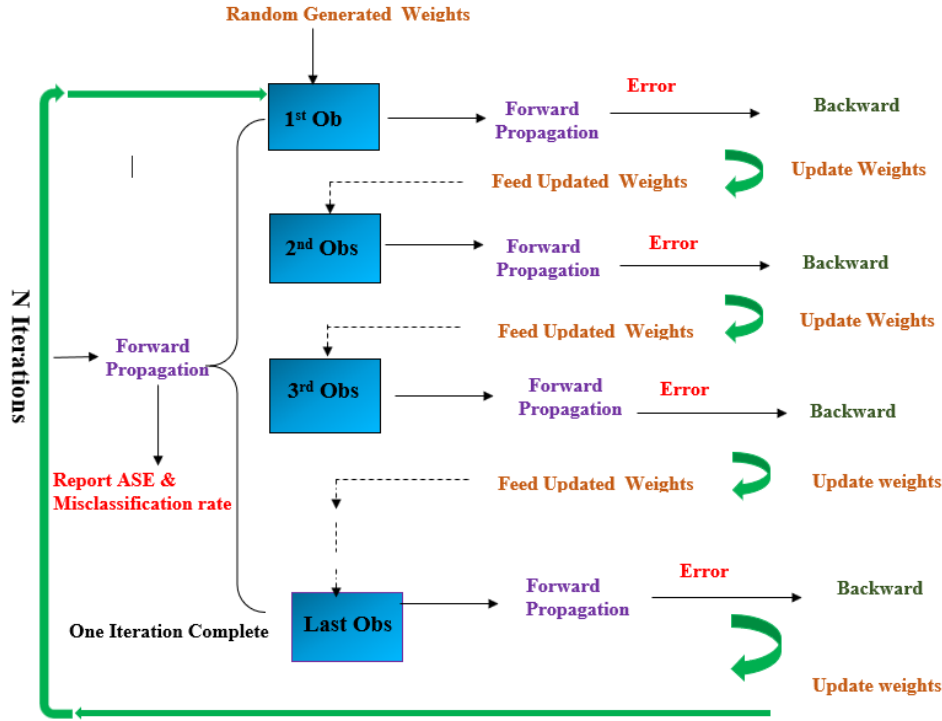 Random Generated Weights
1st Ob
Forward
Propagation
Error
Backward
Feed Updated Weights
Update Weights
2nd Obs
Forward
Propagation
Error
Backward
Feed Updated Weights
Update Weights
N Iterations
Forward
Propagation
3rd Obs
Forward
Propagation
Error
Backward
Report ASE &
Misclassification rate
Feed Updated Weights
Update weights
One Iteration Complete
Last Obs
Forward
Propagation
Error
Backward
Update weights